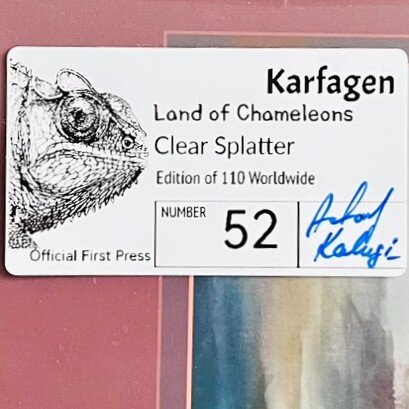 Karfagen
Land of Chameleons
Clear Splatter
Edition of 110 Worldwide
NUMBER
52
Official First Press